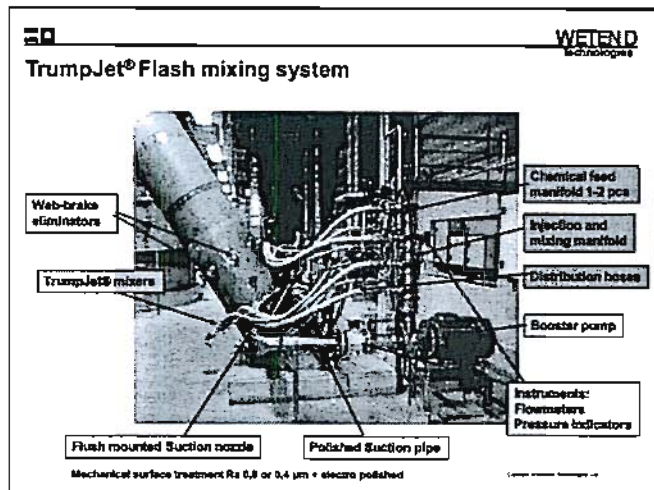 WETEND
Technologies
TrumpJet® Flash mixing system
Web-brake
eliminators
TrumpJet® mixers
Chemical feed
manifold 1-2 pcs
Injection and
mixing manifold
Distribution hoses
Booster pump
Instruments:
Flowmeters
Pressure indicators
Flush mounted Suction nozzle
Polished Suction pipe
Mechanical surface treatment Ra 0,8 or 0,4 µm + electro polished